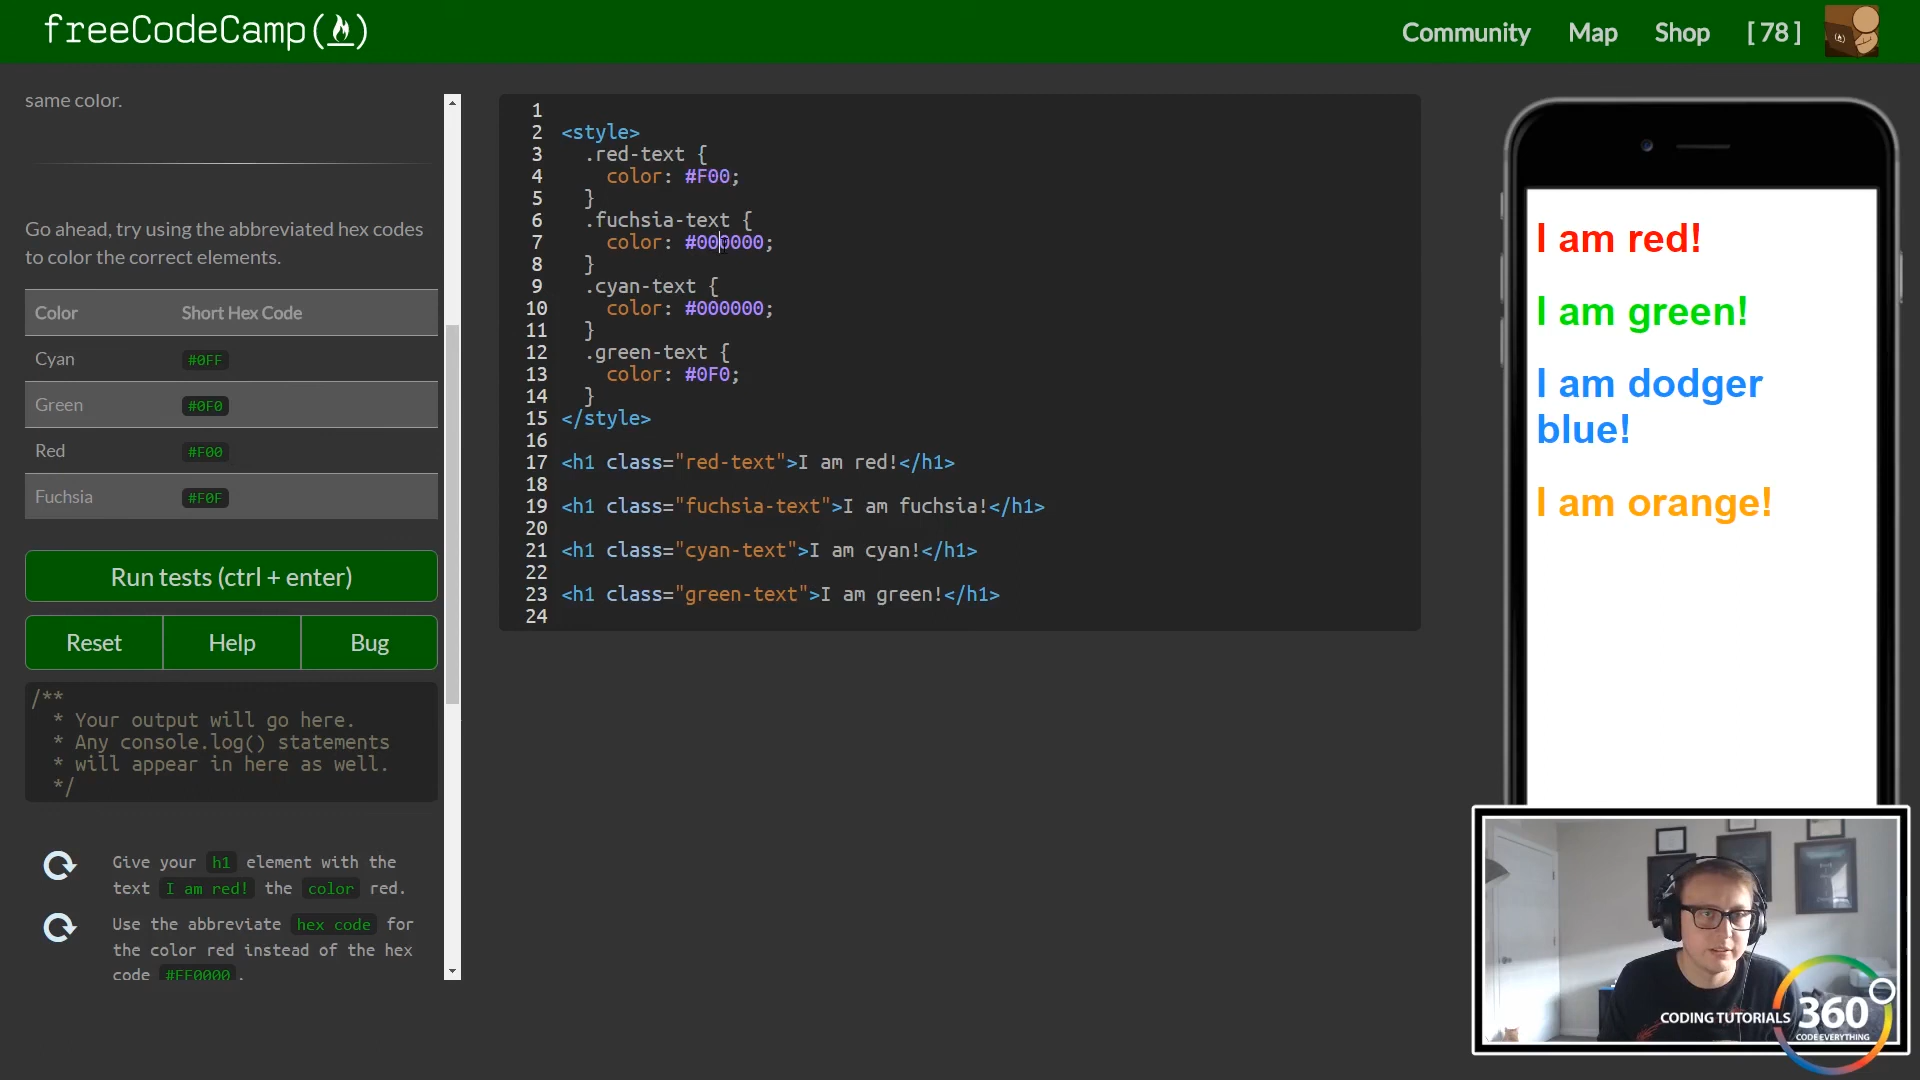 freeCodeCamp(🔥)
Community Map Shop [ 78 ]
same color.
Go ahead, try using the abbreviated hex codes
to color the correct elements.
Color Short Hex Code
Cyan #0FF
Green #0F0
Red #F00
Fuchsia #F0F
Run tests (ctrl + enter)
Reset Help Bug
/**
* Your output will go here.
* Any console.log() statements
* will appear in here as well.
*/
Give your h1 element with the
text I am red! the color red.
Use the abbreviate hex code for
the color red instead of the hex
code #FF0000 .
1
2 <style>
3 .red-text {
4 color: #F00;
5 }
6 .fuchsia-text {
7 color: #000000;
8 }
9 .cyan-text {
10 color: #000000;
11 }
12 .green-text {
13 color: #0F0;
14 }
15 </style>
16
17 <h1 class="red-text">I am red!</h1>
18
19 <h1 class="fuchsia-text">I am fuchsia!</h1>
20
21 <h1 class="cyan-text">I am cyan!</h1>
22
23 <h1 class="green-text">I am green!</h1>
24
I am red!
I am green!
I am dodger
blue!
I am orange!
CODING TUTORIALS 360
CODE EVERYTHING